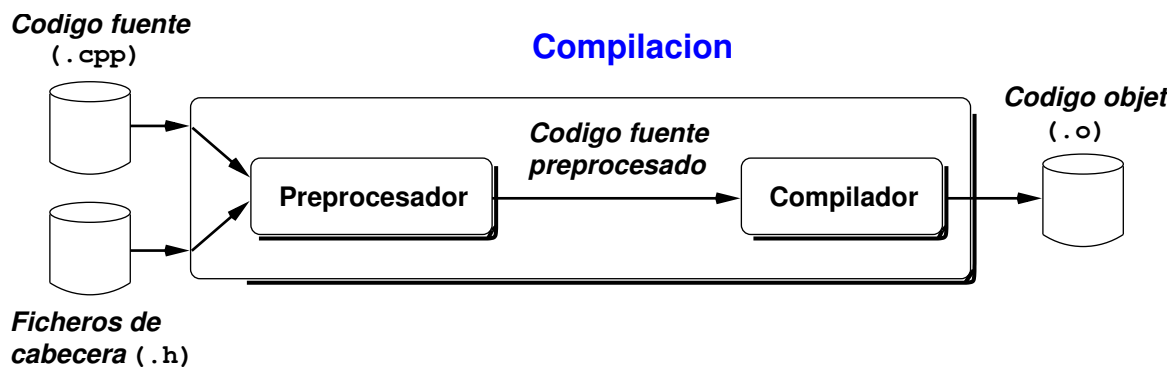 Codigo fuente
(.cpp)
Compilacion
Codigo objet
(.o)
Codigo fuente
preprocesado
Preprocesador
Compilador
Ficheros de
cabecera (.h)